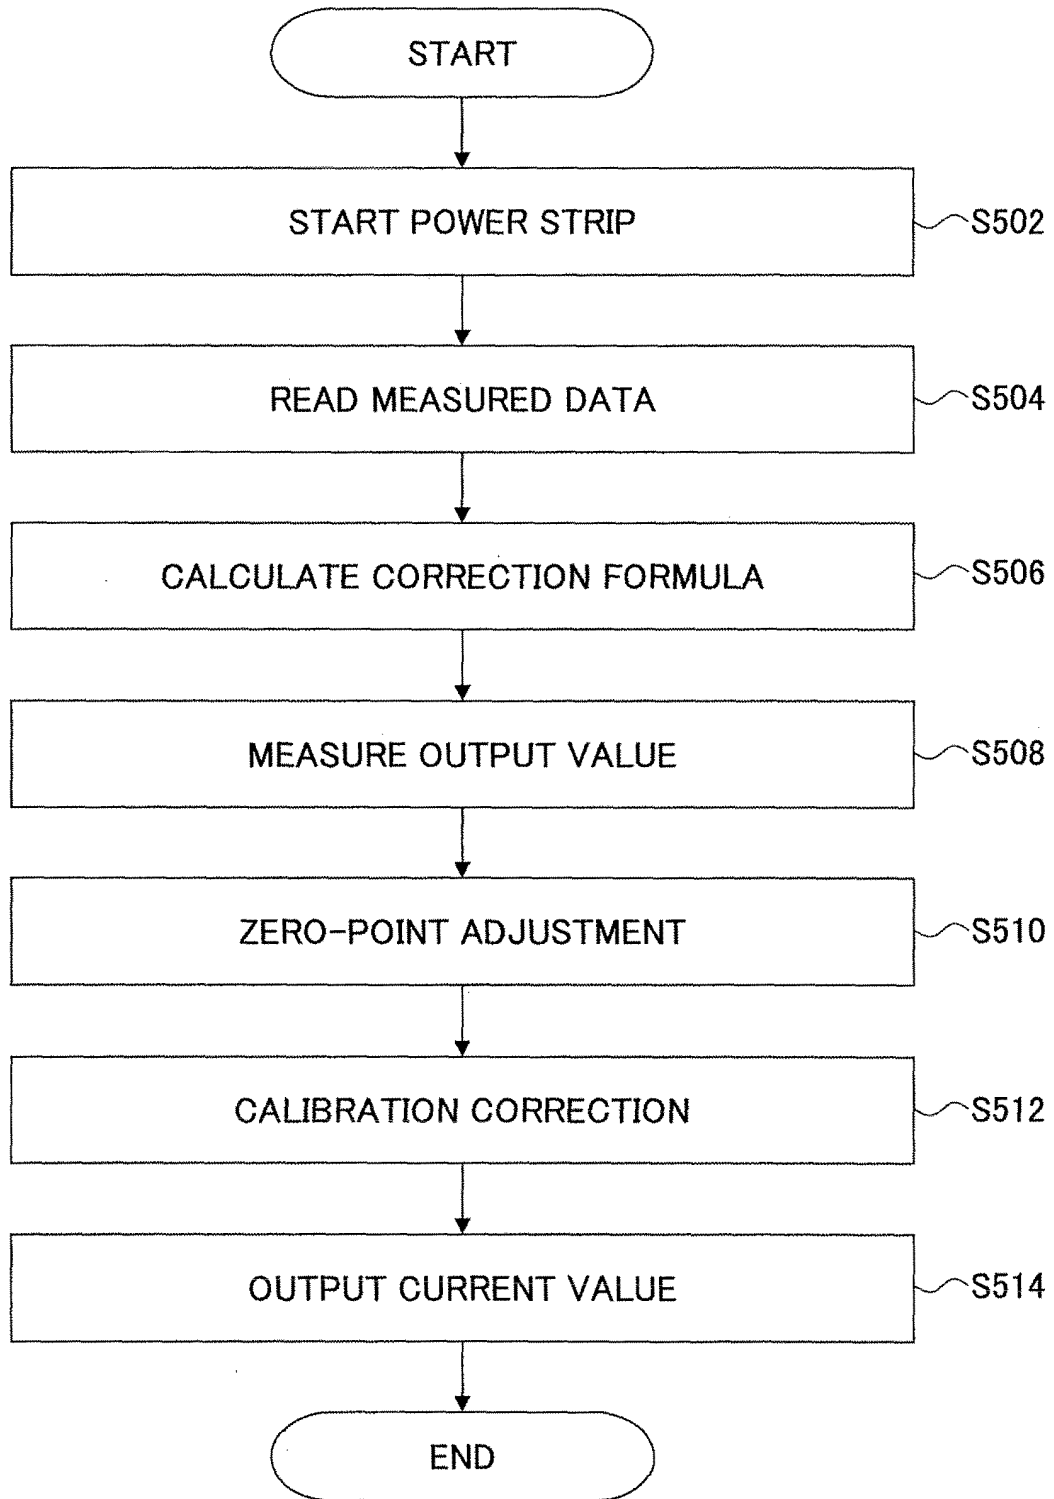 START
START POWER STRIP
S502
READ MEASURED DATA
S504
CALCULATE CORRECTION FORMULA
S506
MEASURE OUTPUT VALUE
S508
ZERO-POINT ADJUSTMENT
S510
CALIBRATION CORRECTION
S512
OUTPUT CURRENT VALUE
S514
END